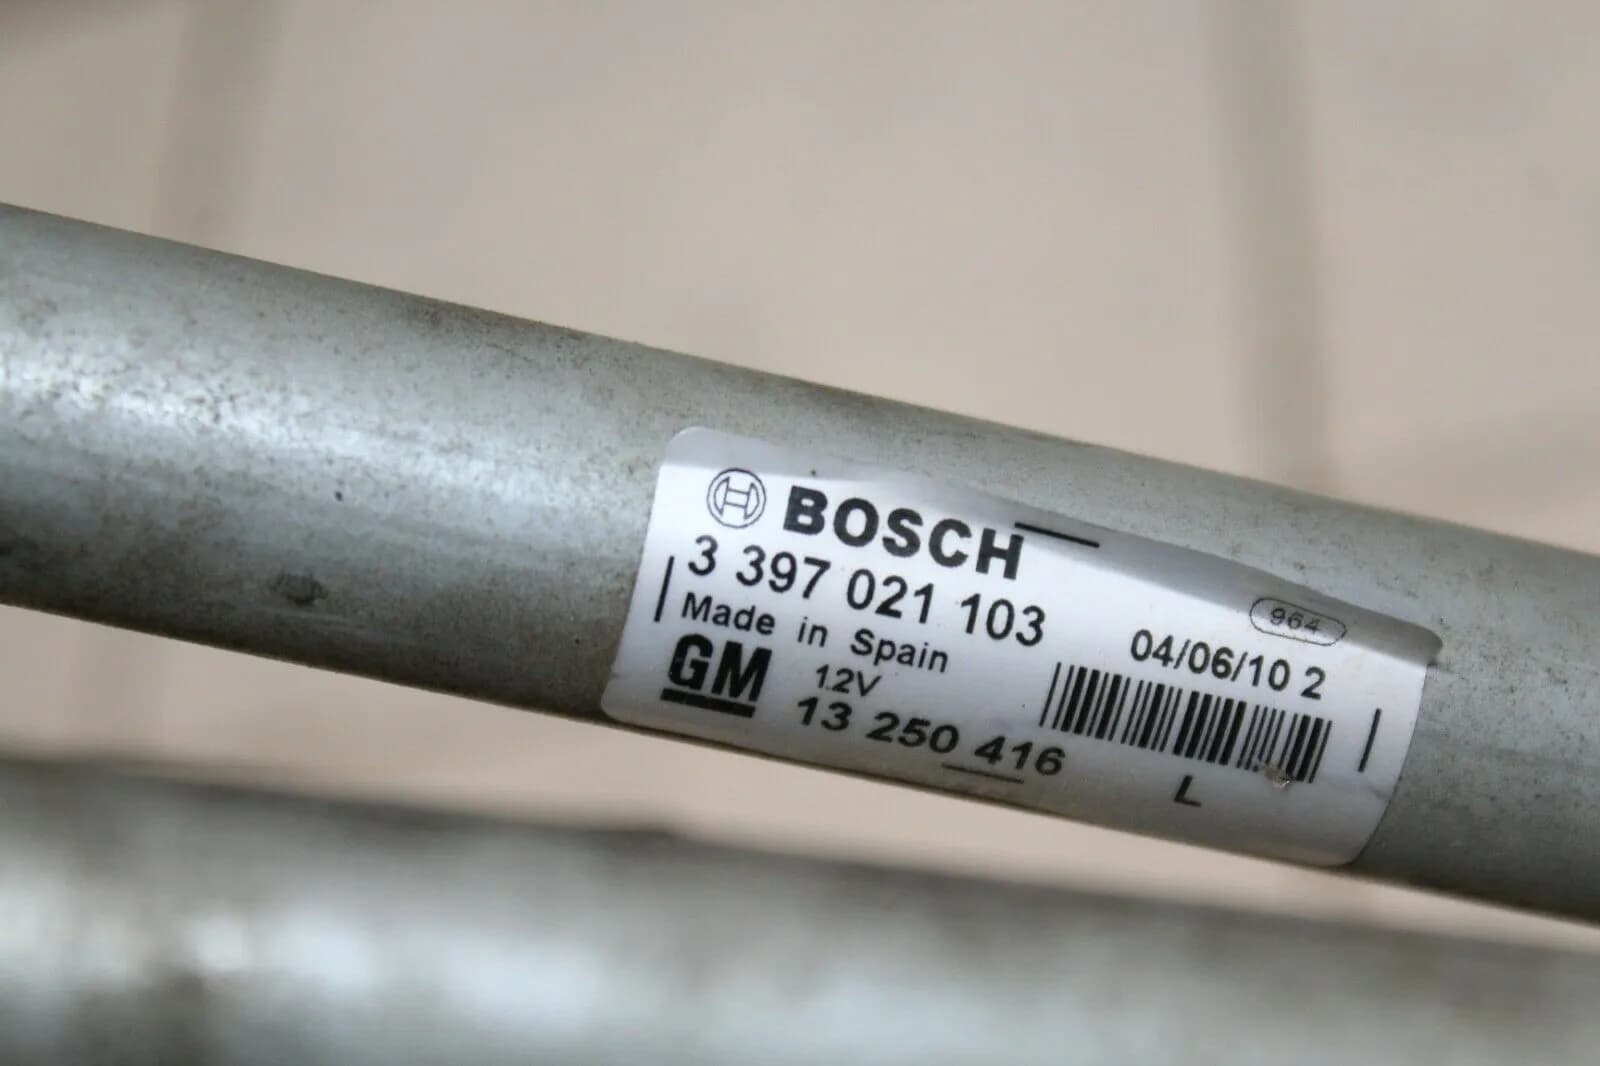 BOSCH
3 397 021 103
964
Made in Spain
04/06/10 2
GM
12V
13 250 416
L